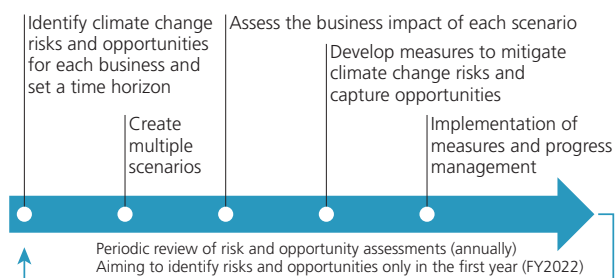 Identify climate change
risks and opportunities
for each business and
set a time horizon
Create
multiple
scenarios
Assess the business impact of each scenario
Develop measures to mitigate
climate change risks and
capture opportunities
Implementation of
measures and progress
management
Periodic review of risk and opportunity assessments (annually)
Aiming to identify risks and opportunities only in the first year (FY2022)